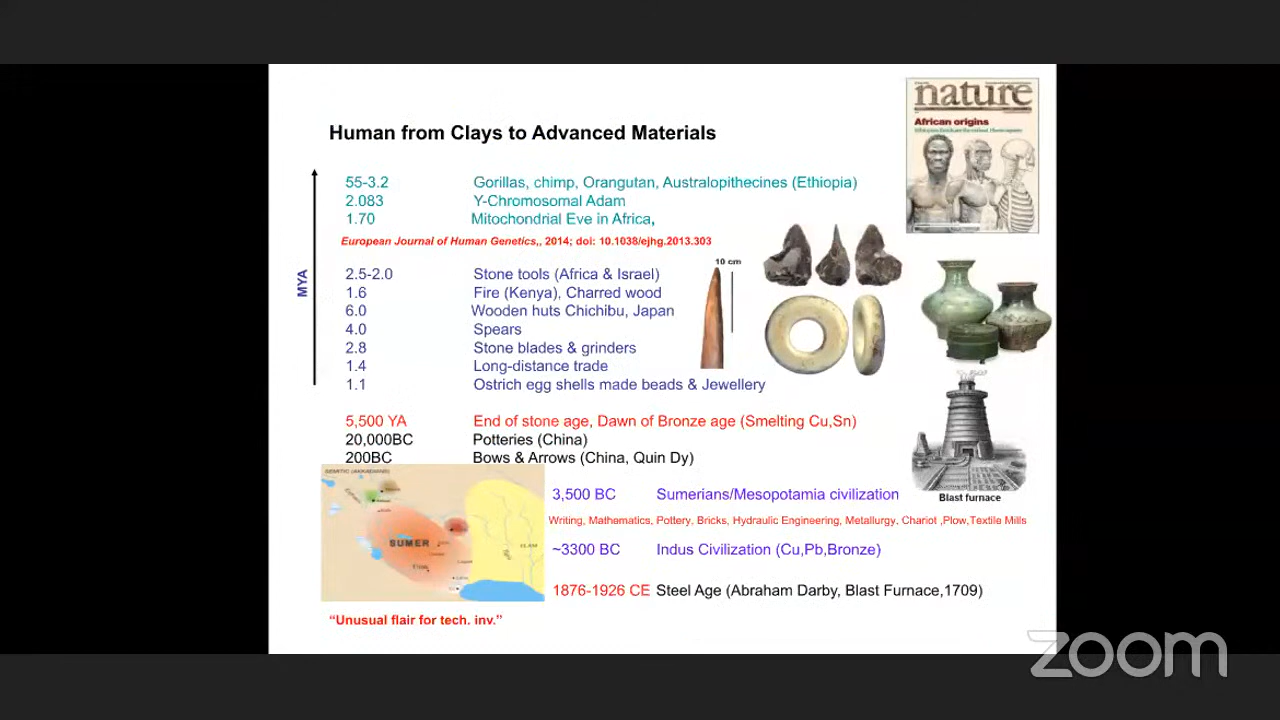 nature
African origins
Human from Clays to Advanced Materials
55-3.2 Gorillas, chimp, Orangutan, Australopithecines (Ethiopia)
2.083 Y-Chromosomal Adam
1.70 Mitochondrial Eve in Africa,
European Journal of Human Genetics,, 2014; doi: 10.1038/ejhg.2013.303
10 cm
MYA
2.5-2.0 Stone tools (Africa & Israel)
1.6 Fire (Kenya), Charred wood
6.0 Wooden huts Chichibu, Japan
4.0 Spears
2.8 Stone blades & grinders
1.4 Long-distance trade
1.1 Ostrich egg shells made beads & Jewellery
5,500 YA End of stone age, Dawn of Bronze age (Smelting Cu,Sn)
20,000BC Potteries (China)
200BC Bows & Arrows (China, Quin Dy)
SEMITIC (AKKADIANS)
SUMER
ELAM
3,500 BC Sumerians/Mesopotamia civilization
Blast furnace
Writing, Mathematics, Pottery, Bricks, Hydraulic Engineering, Metallurgy, Chariot ,Plow,Textile Mills
~3300 BC Indus Civilization (Cu,Pb,Bronze)
1876-1926 CE Steel Age (Abraham Darby, Blast Furnace,1709)
“Unusual flair for tech. inv.”
zoom